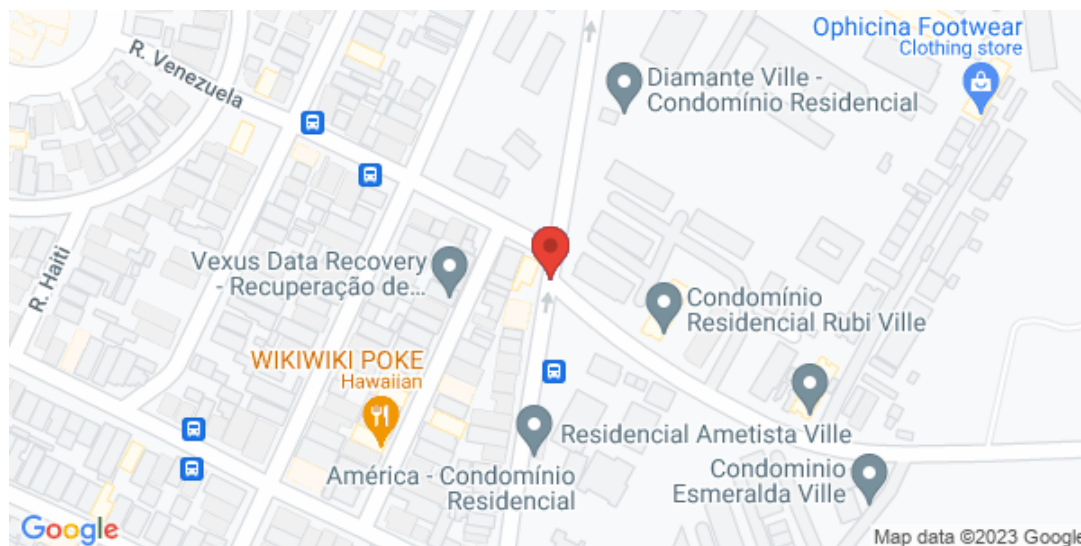 Ophicina Footwear
Clothing store
R. Venezuela
Diamante Ville -
Condomínio Residencial
R. Haiti
Vexus Data Recovery
- Recuperação de...
Condomínio
Residencial Rubi Ville
WIKIWIKI POKE
Hawaiian
Residencial Ametista Ville
América - Condomínio
Residencial
Condominio
Esmeralda Ville
Google
Map data ©2023 Google